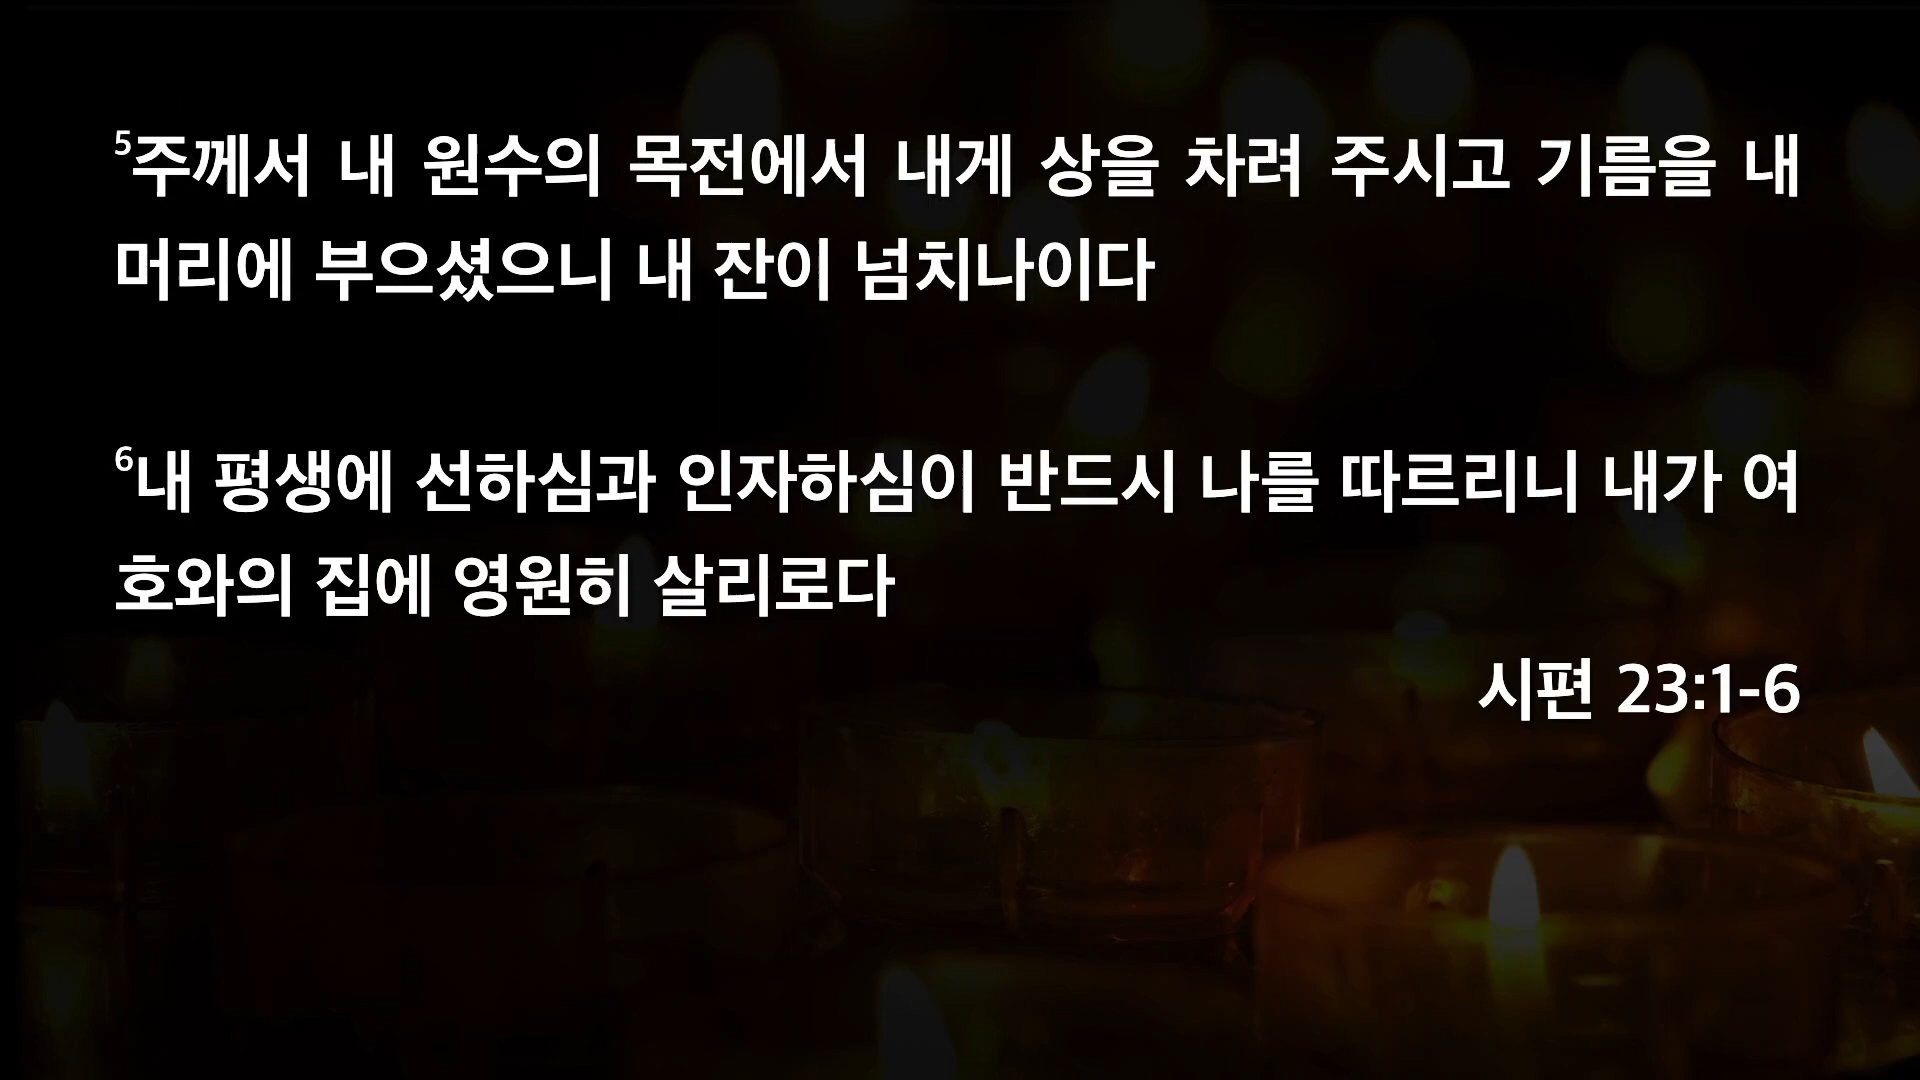 ⁵주께서 내 원수의 목전에서 내게 상을 차려 주시고 기름을 내
머리에 부으셨으니 내 잔이 넘치나이다
⁶내 평생에 선하심과 인자하심이 반드시 나를 따르리니 내가 여
호와의 집에 영원히 살리로다
시편 23:1-6